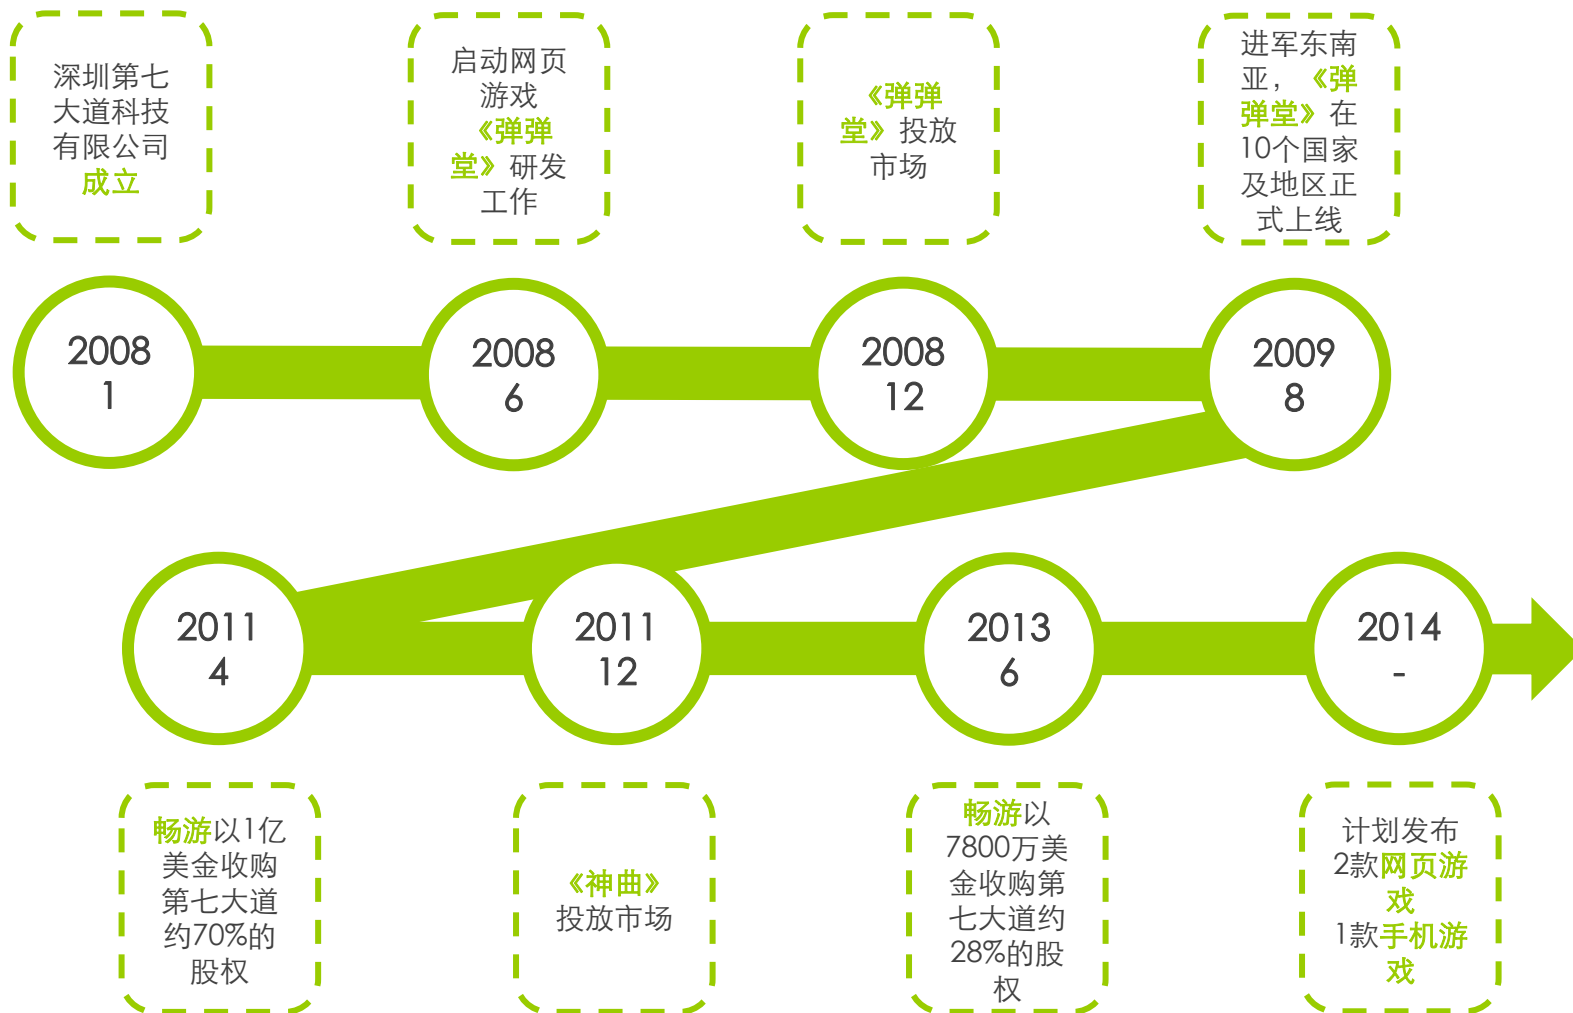 深圳第七
大道科技
有限公司
成立
启动网页
游戏
《弹弹
堂》研发
工作
《弹弹
堂》投放
市场
进军东南
亚，《弹
弹堂》在
10个国家
及地区正
式上线
2008
1
2008
6
2008
12
2009
8
2011
4
2011
12
2013
6
2014
-
畅游以1亿
美金收购
第七大道
约70%的
股权
《神曲》
投放市场
畅游以
7800万美
金收购第
七大道约
28%的股
权
计划发布
2款网页游
戏
1款手机游
戏